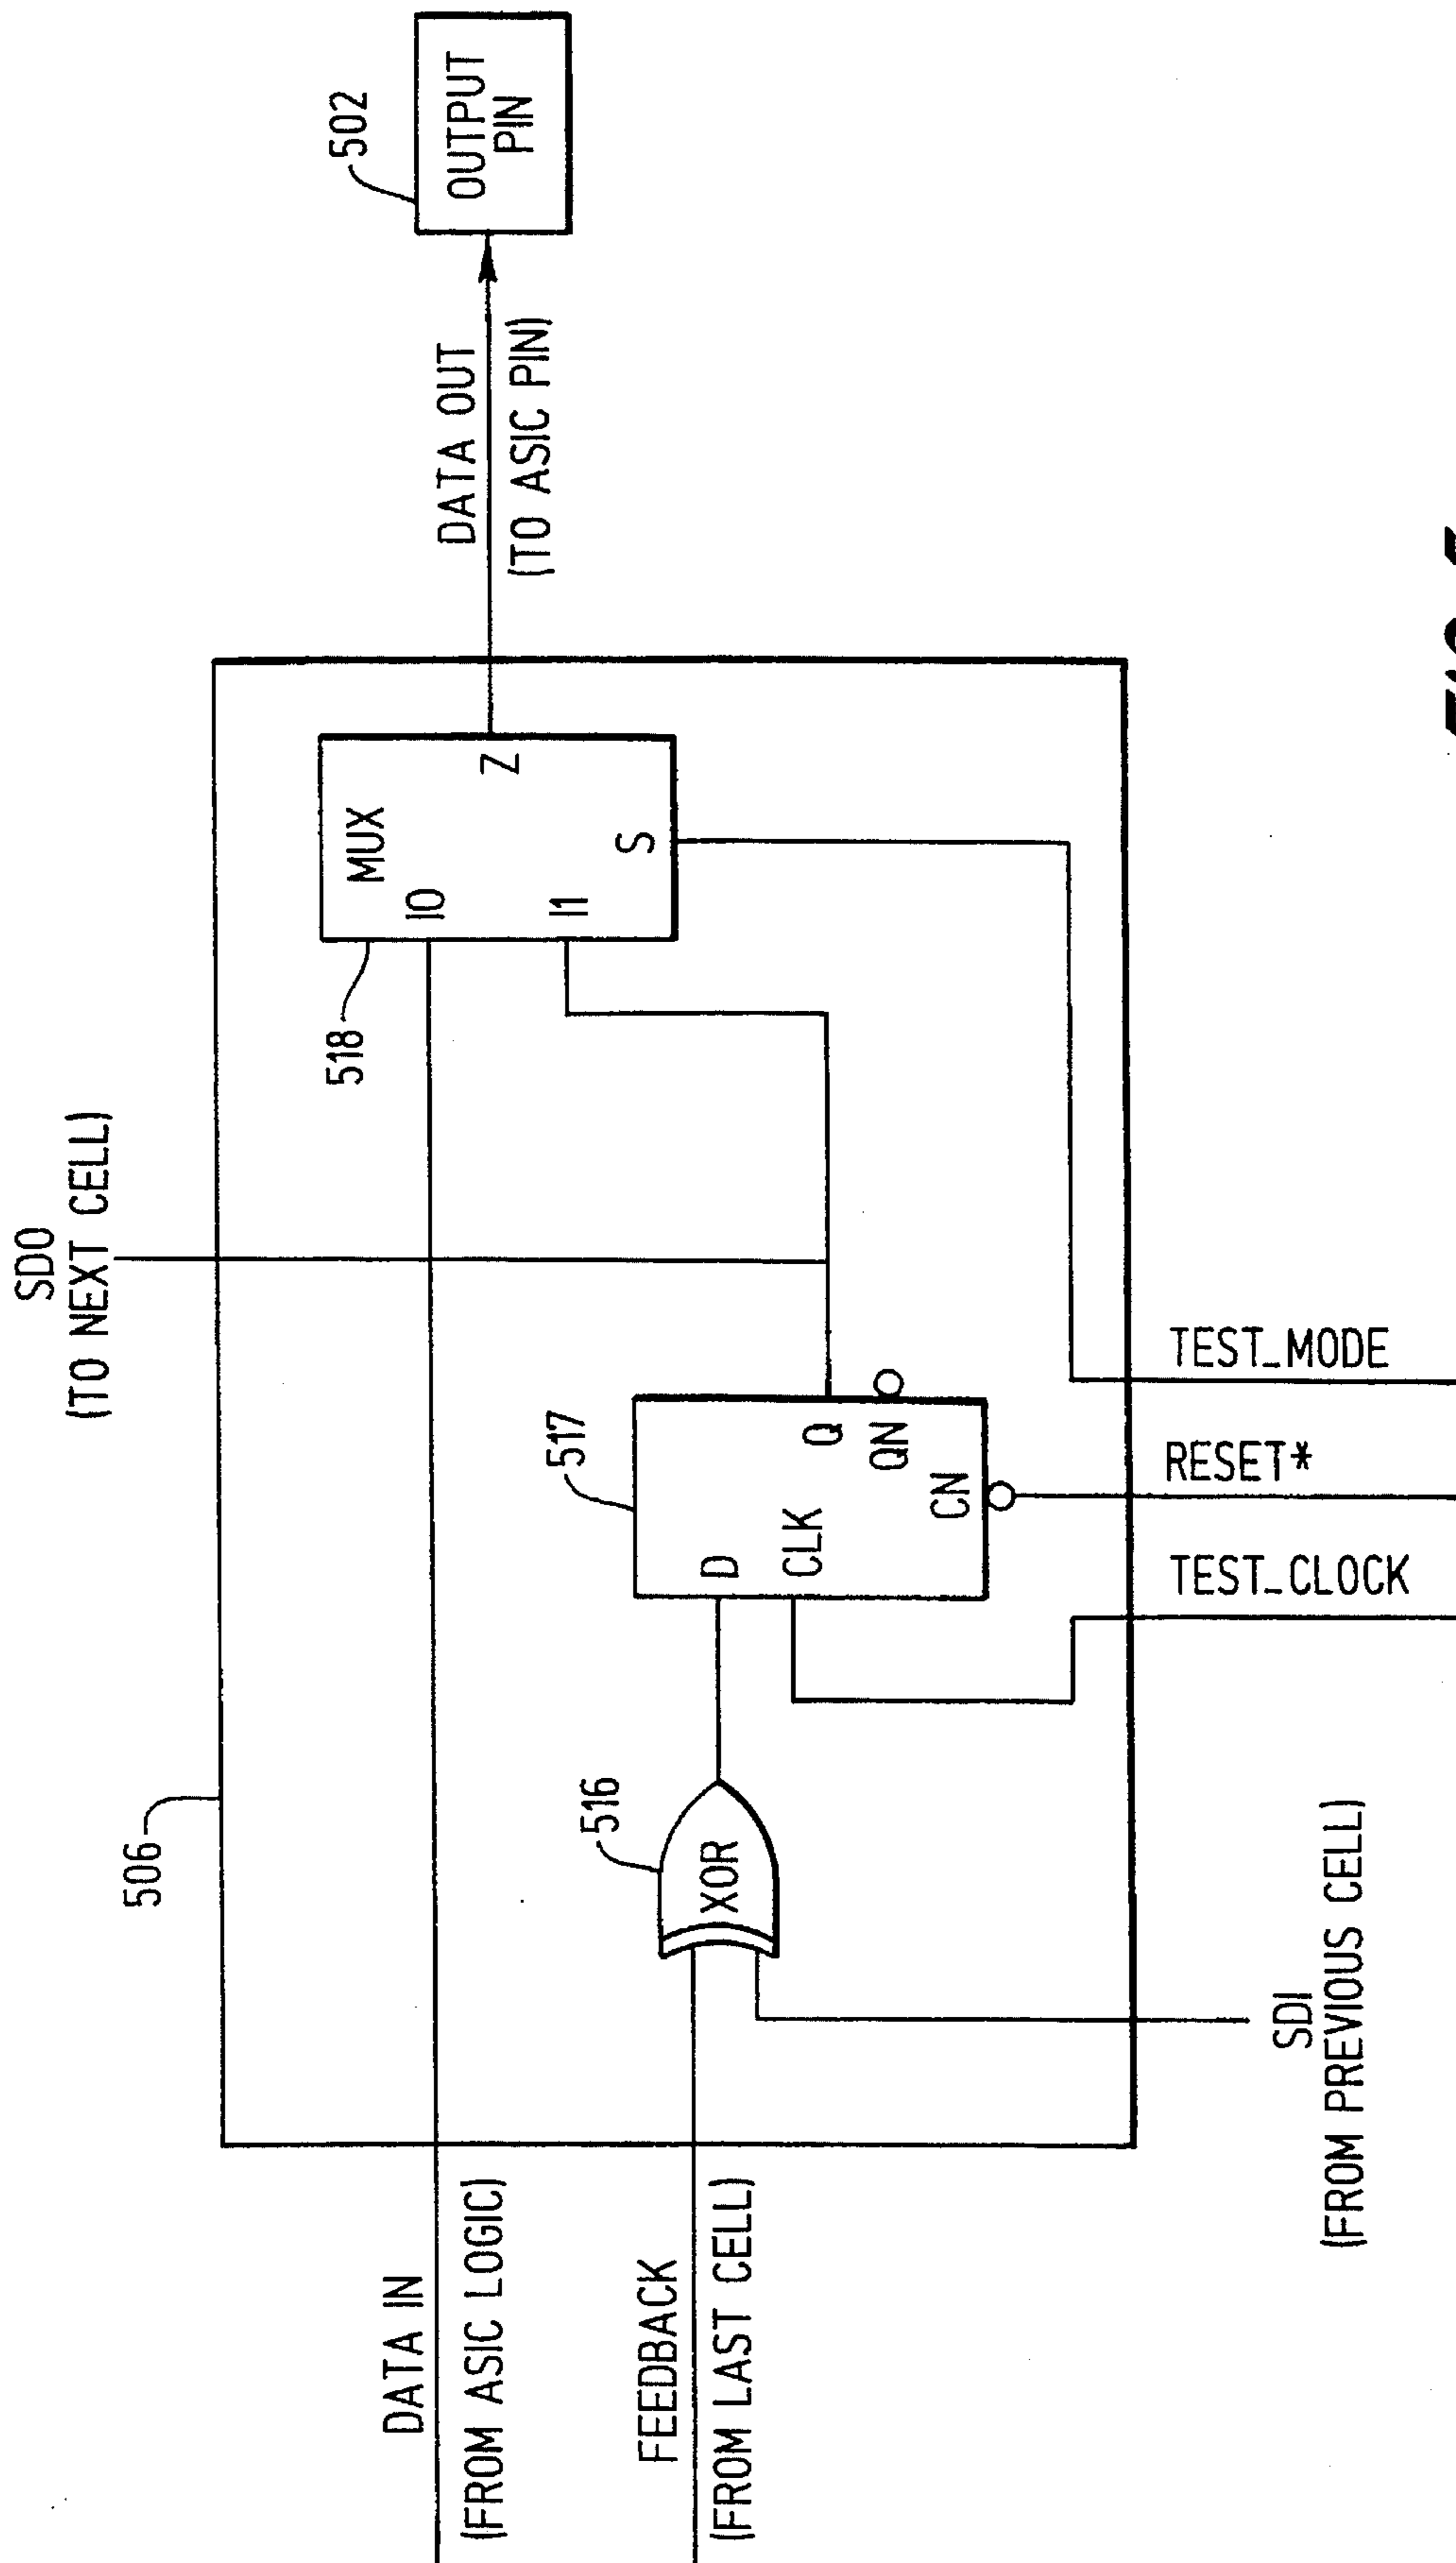 SDO
(TO NEXT CELL)
506
DATA IN
(FROM ASIC LOGIC)
518
MUX
I0
I1
Z
S
DATA OUT
(TO ASIC PIN)
502
OUTPUT
PIN
FEEDBACK
(FROM LAST CELL)
516
XOR
517
D
CLK
Q
QN
CN
SDI
(FROM PREVIOUS CELL)
TEST_CLOCK
RESET*
TEST_MODE